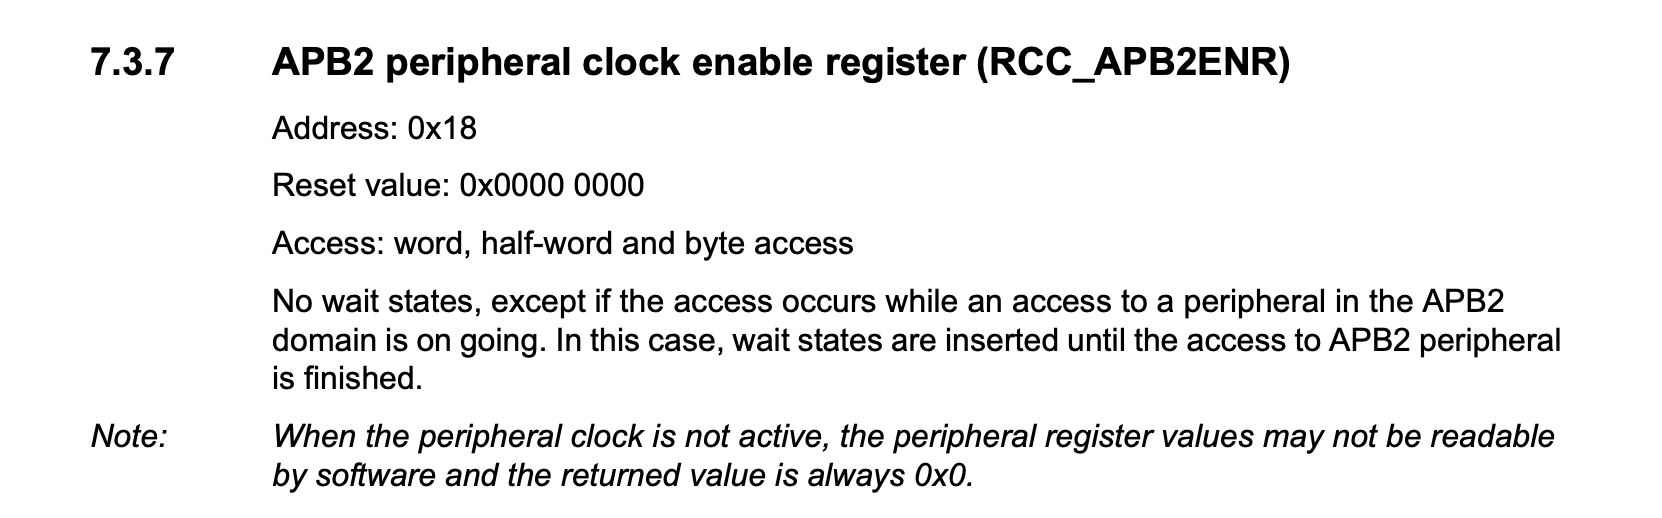 7.3.7 APB2 peripheral clock enable register (RCC_APB2ENR)
Address: 0x18
Reset value: 0x0000 0000
Access: word, half-word and byte access
No wait states, except if the access occurs while an access to a peripheral in the APB2
domain is on going. In this case, wait states are inserted until the access to APB2 peripheral
is finished.
Note: When the peripheral clock is not active, the peripheral register values may not be readable
by software and the returned value is always 0x0.